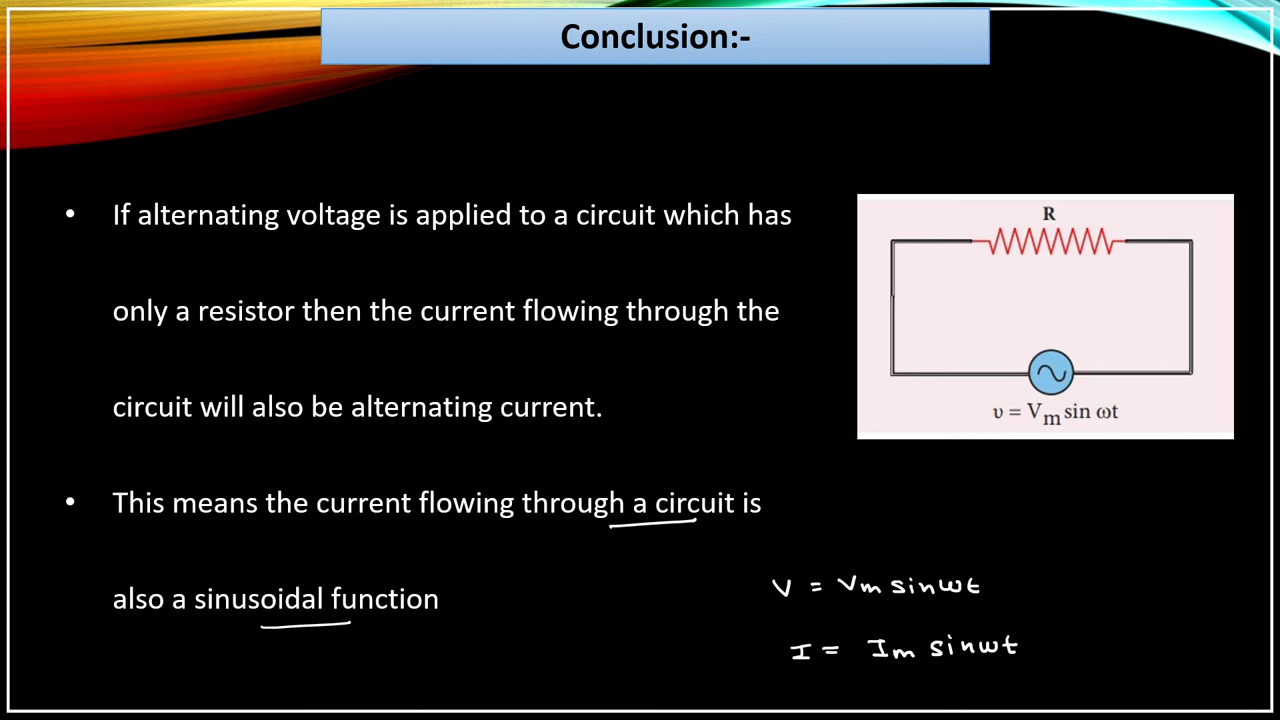 Conclusion:-
• If alternating voltage is applied to a circuit which has
only a resistor then the current flowing through the
circuit will also be alternating current.
• This means the current flowing through a circuit is
also a sinusoidal function
R
υ = Vm sin ωt
V = Vm sinωt
I = Im sinωt